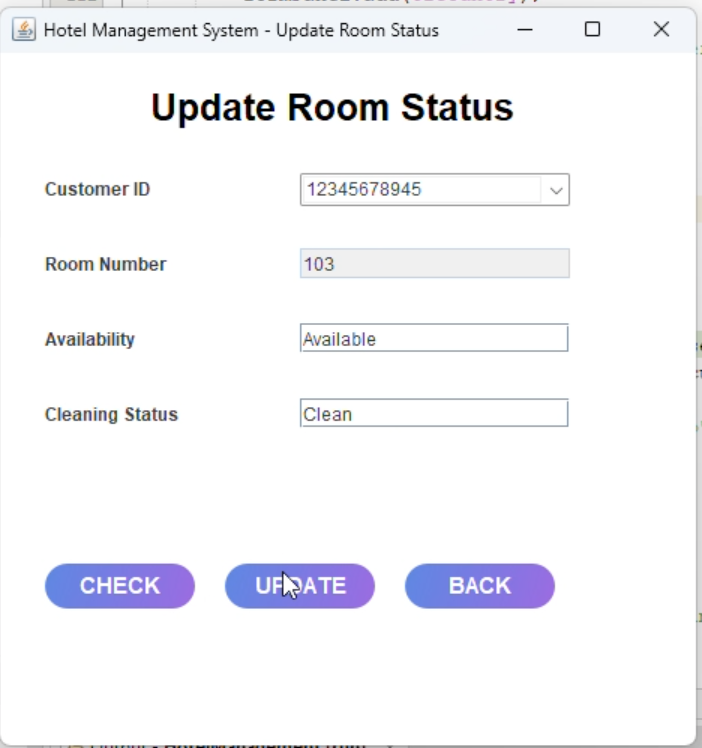 Hotel Management System - Update Room Status
Update Room Status
Customer ID 12345678945
Room Number 103
Availability Available
Cleaning Status Clean
CHECK UPDATE BACK